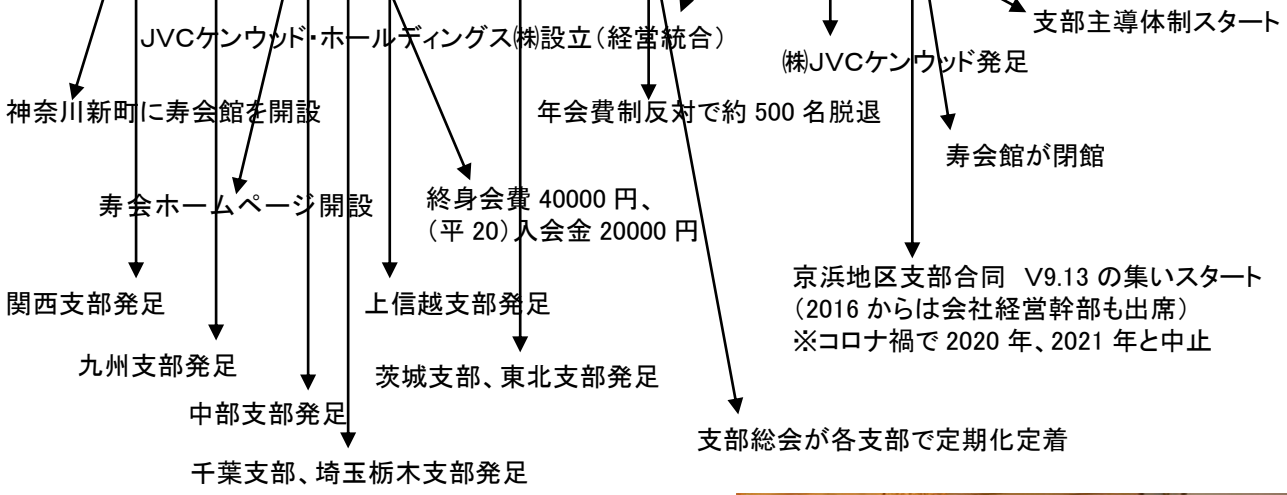 支部主導体制スタート
JVCケンウッド・ホールディングス㈱設立（経営統合）
㈱JVCケンウッド発足
神奈川新町に寿会館を開設
年会費制反対で約 500 名脱退
寿会館が閉館
寿会ホームページ開設
終身会費 40000 円、
（平 20）入会金 20000 円
京浜地区支部合同　V9.13 の集いスタート
（2016 からは会社経営幹部も出席）
※コロナ禍で 2020 年、2021 年と中止
関西支部発足
上信越支部発足
九州支部発足
茨城支部、東北支部発足
中部支部発足
支部総会が各支部で定期化定着
千葉支部、埼玉栃木支部発足